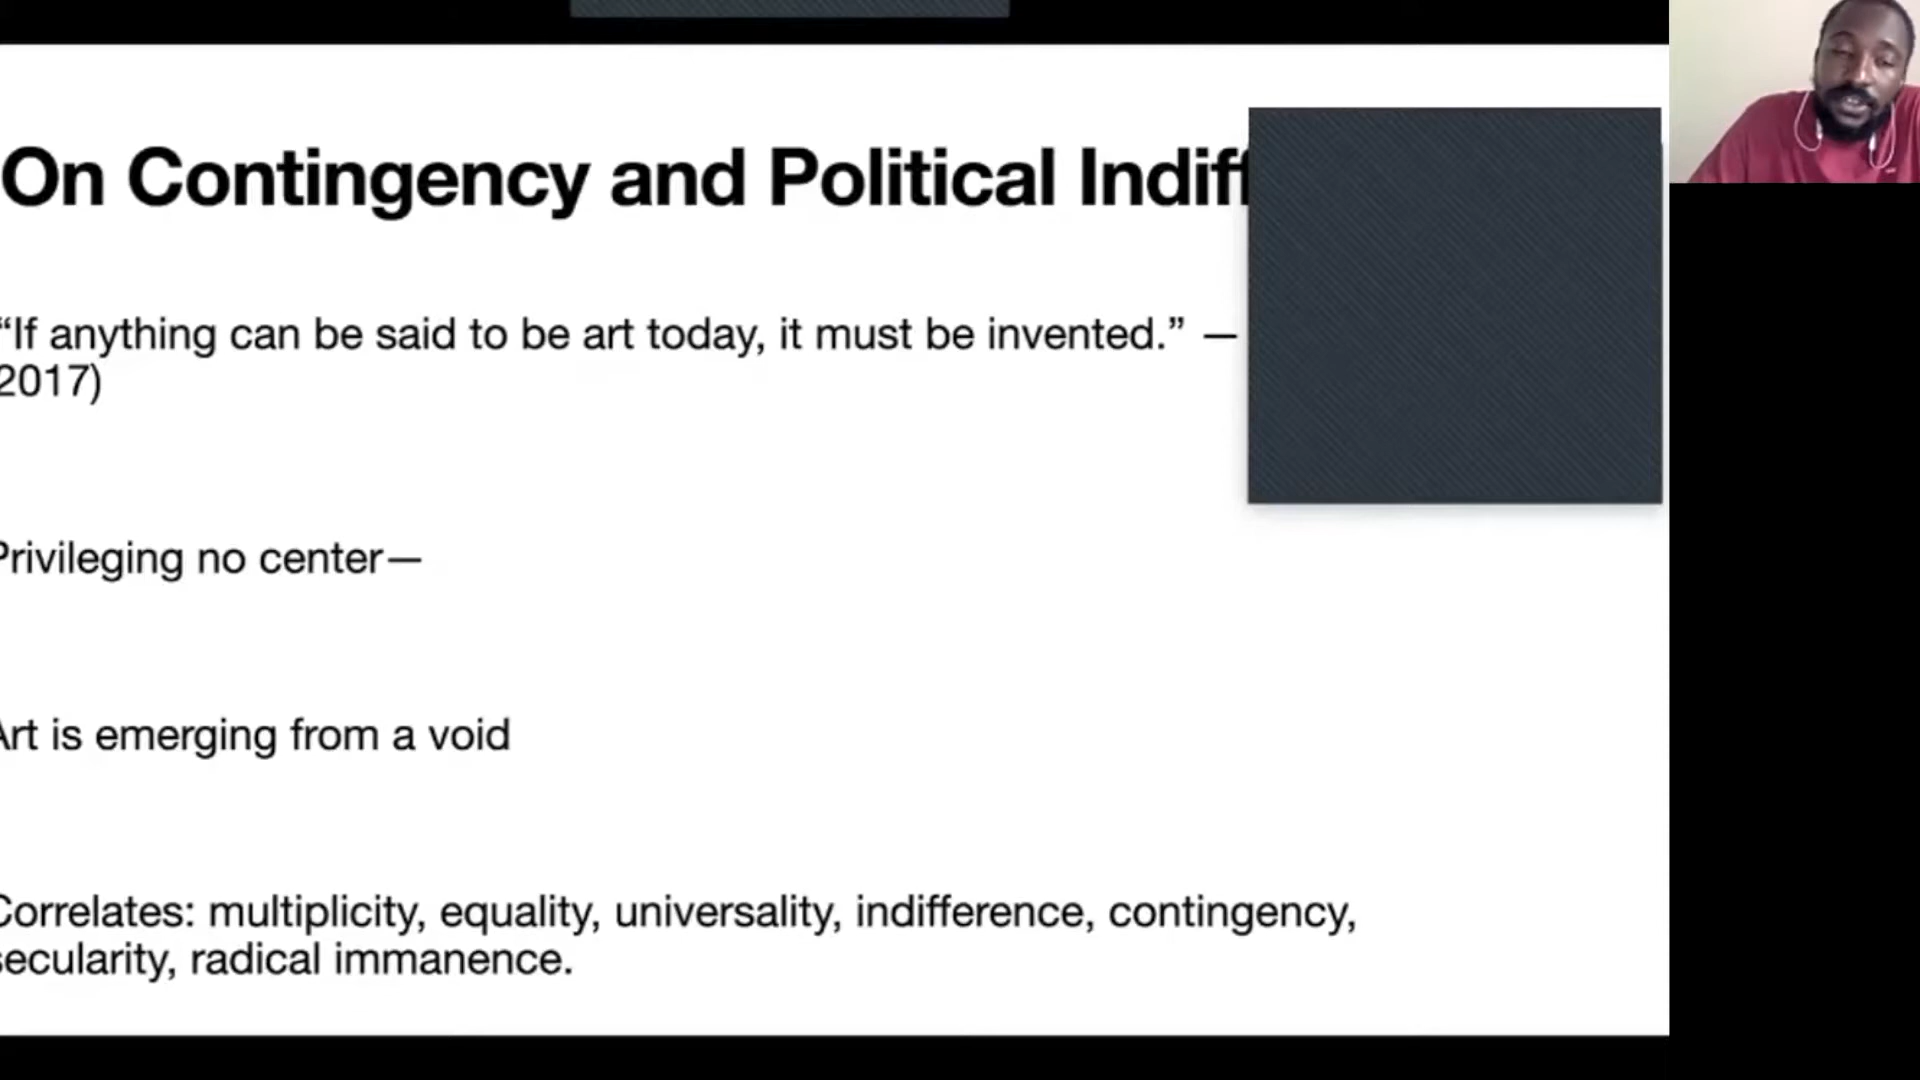 On Contingency and Political Indiff
“If anything can be said to be art today, it must be invented.” —
2017)
Privileging no center—
Art is emerging from a void
Correlates: multiplicity, equality, universality, indifference, contingency,
secularity, radical immanence.